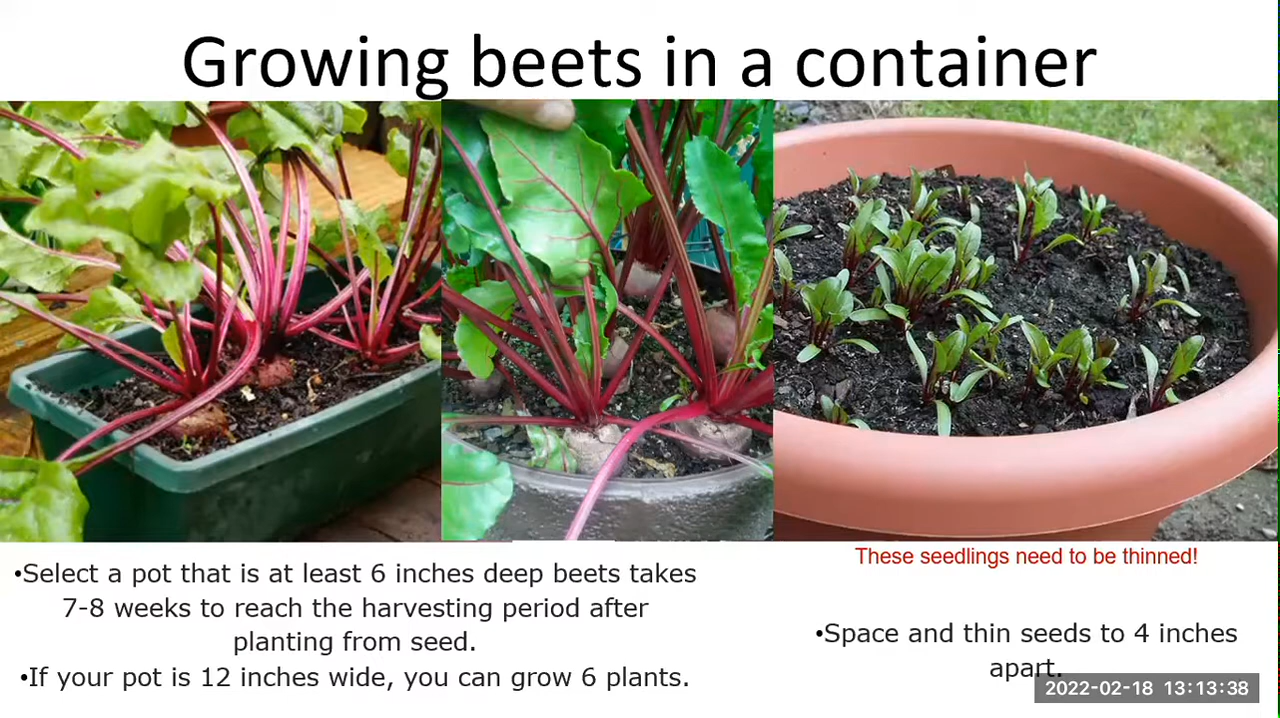 Growing beets in a container
•Select a pot that is at least 6 inches deep beets takes
7-8 weeks to reach the harvesting period after
planting from seed.
•If your pot is 12 inches wide, you can grow 6 plants.
These seedlings need to be thinned!
•Space and thin seeds to 4 inches
apart.
2022-02-18 13:13:38